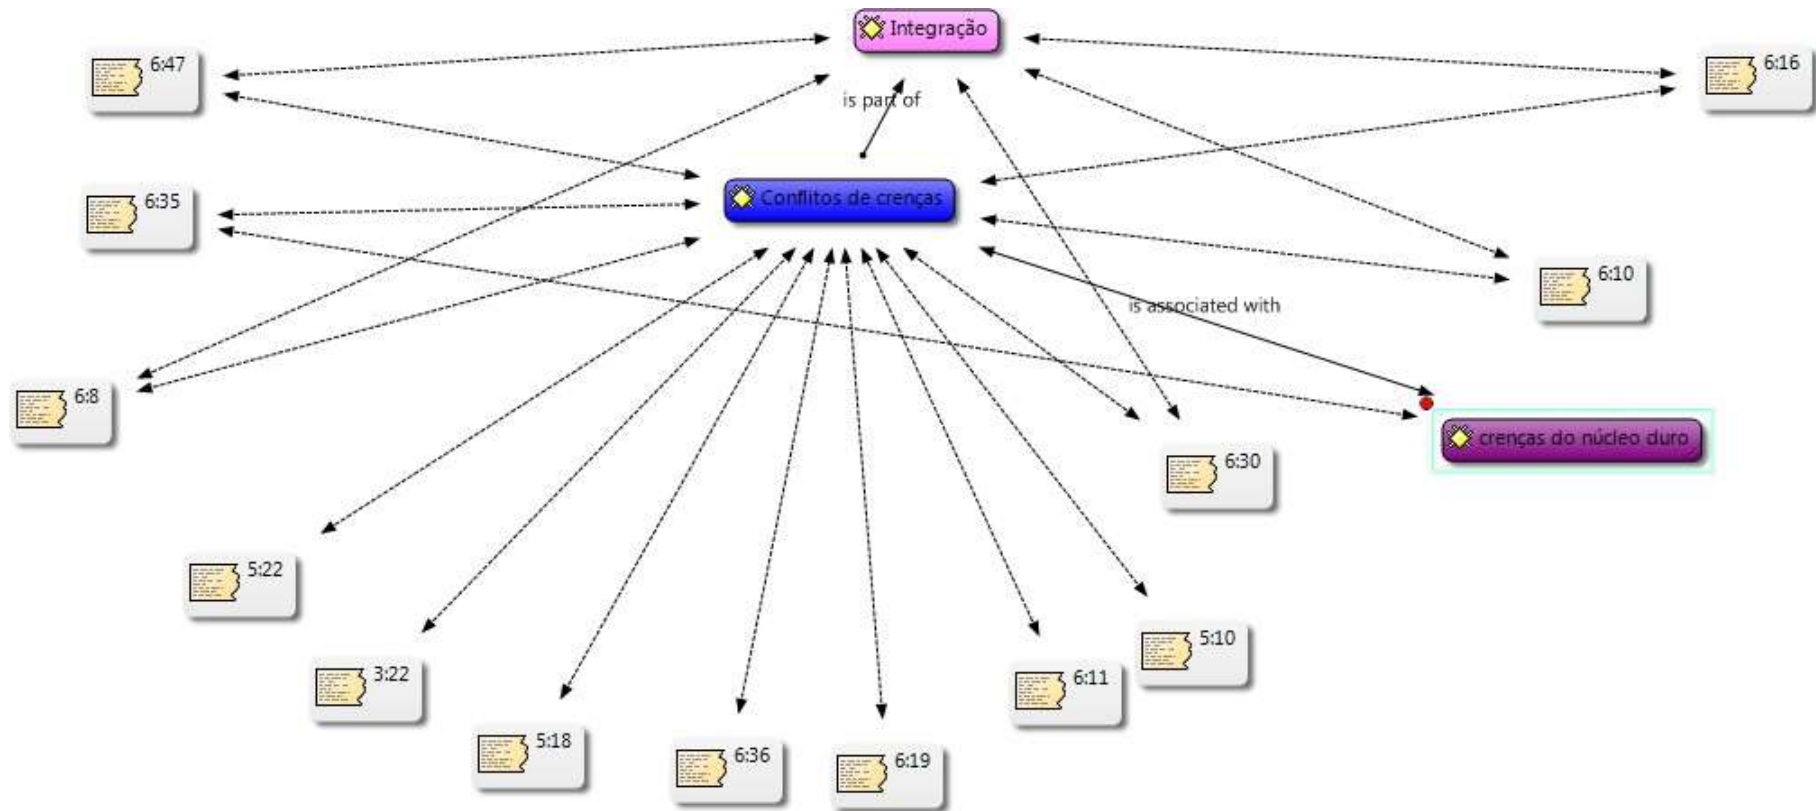 Integração
6:47
6:16
is part of
Conflitos de crenças
6:35
6:10
is associated with
6:8
crenças do núcleo duro
6:30
5:22
5:10
3:22
6:11
5:18
6:36
6:19